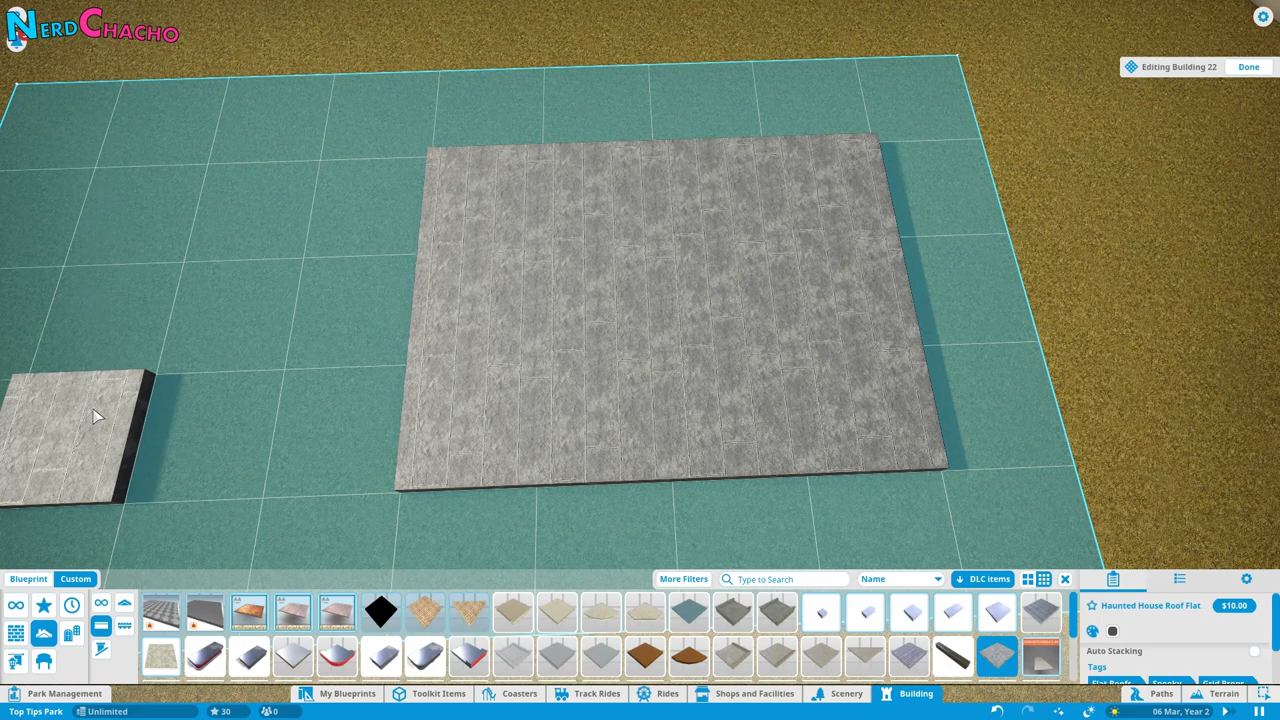 NERDCHACHO
Editing Building 22
Done
Blueprint
Custom
More Filters
Type to Search
Name
DLC items
Haunted House Roof Flat
$10.00
Auto Stacking
Tags
Park Management
My Blueprints
Toolkit Items
Coasters
Track Rides
Rides
Shops and Facilities
Scenery
Building
Paths
Terrain
Top Tips Park
Unlimited
30
0
06 Mar, Year 2